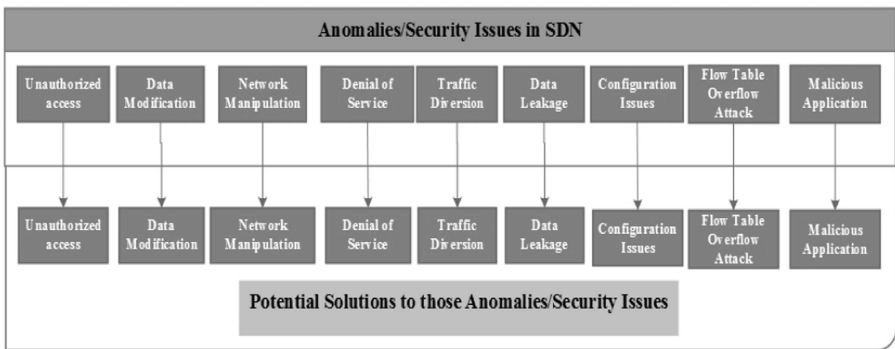 Anomalies/Security Issues in SDN
Unauthorized
access
Data
Modification
Network
Manipulation
Denial of
Service
Traffic
Diversion
Data
Leakage
Configuration
Issues
Flow Table
Overflow
Attack
Malicious
Application
Unauthorized
access
Data
Modification
Network
Manipulation
Denial of
Service
Traffic
Diversion
Data
Leakage
Configuration
Issues
Flow Table
Overflow
Attack
Malicious
Application
Potential Solutions to those Anomalies/Security Issues